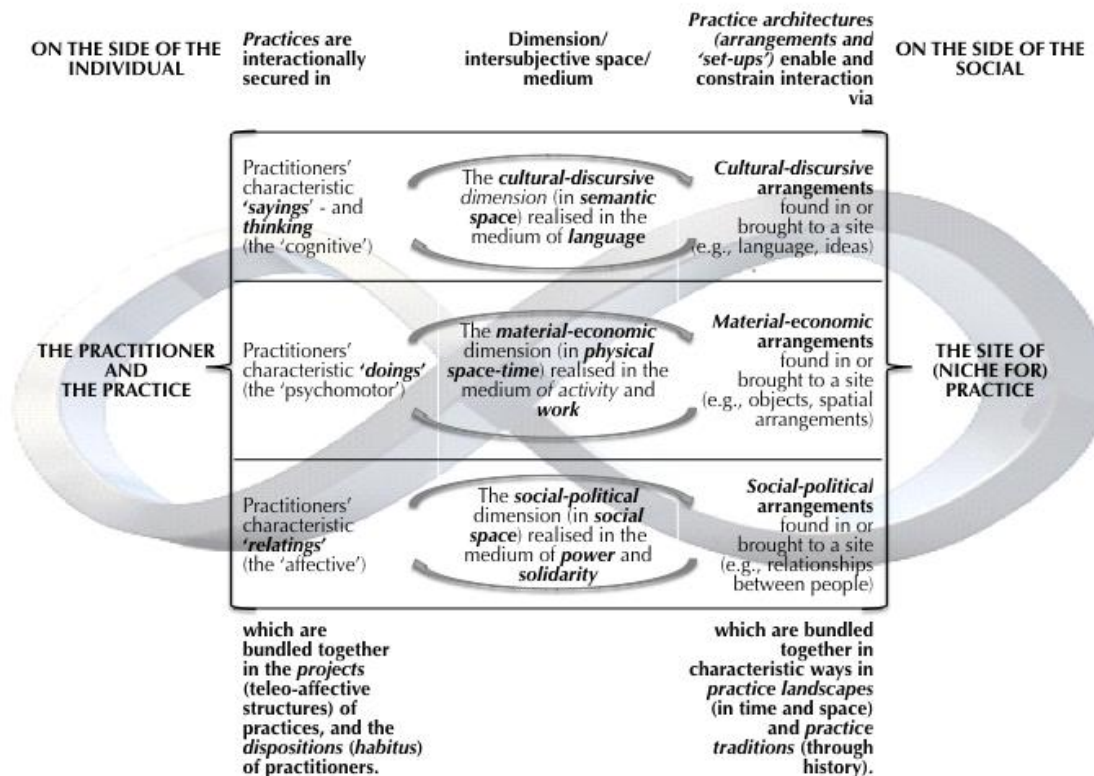 ON THE SIDE OF THE
INDIVIDUAL
Practices are
interactionally
secured in
Dimension/
intersubjective space/
medium
Practice architectures
(arrangements and
‘set-ups’) enable and
constrain interaction
via
ON THE SIDE OF THE
SOCIAL
THE PRACTITIONER
AND
THE PRACTICE
Practitioners’
characteristic
‘sayings’ - and
thinking
(the ‘cognitive’)
The cultural-discursive
dimension (in semantic
space) realised in the
medium of language
Cultural-discursive
arrangements
found in or
brought to a site
(e.g., language, ideas)
Practitioners’
characteristic ‘doings’
(the ‘psychomotor’)
The material-economic
dimension (in physical
space-time) realised in the
medium of activity and
work
Material-economic
arrangements
found in or
brought to a site
(e.g., objects, spatial
arrangements)
Practitioners’
characteristic
‘relatings’
(the ‘affective’)
The social-political
dimension (in social
space) realised in the
medium of power and
solidarity
Social-political
arrangements
found in or
brought to a site
(e.g., relationships
between people)
THE SITE OF
(NICHE FOR)
PRACTICE
which are
bundled together
in the projects
(teleo-affective
structures) of
practices, and the
dispositions (habitus)
of practitioners.
which are bundled
together in
characteristic ways in
practice landscapes
(in time and space)
and practice
traditions (through
history).